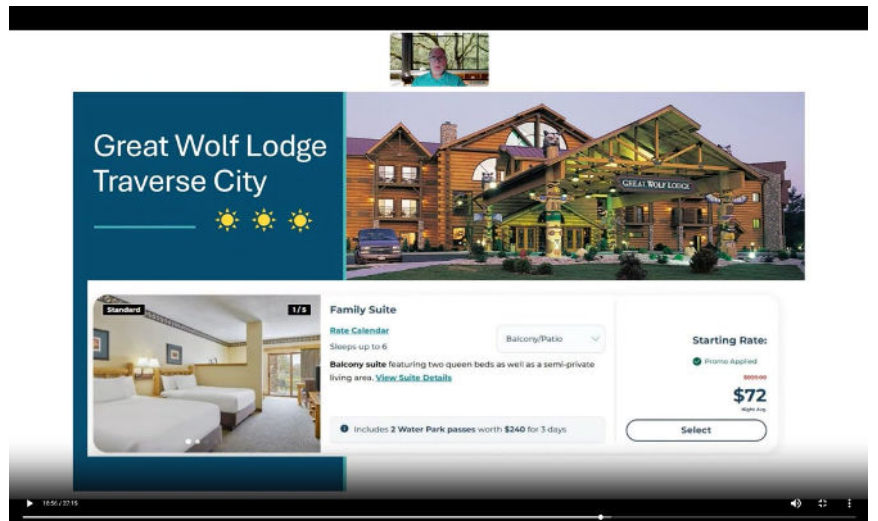 Great Wolf Lodge
Traverse City
GREAT WOLF LODGE
Standard
1/5
Family Suite
Rate Calendar
Sleeps up to 6
Balcony/Patio
Balcony suite featuring two queen beds as well as a semi-private
living area. View Suite Details
Includes 2 Water Park passes worth $240 for 3 days
Starting Rate:
Promo Applied
$72
Night Avg.
Select